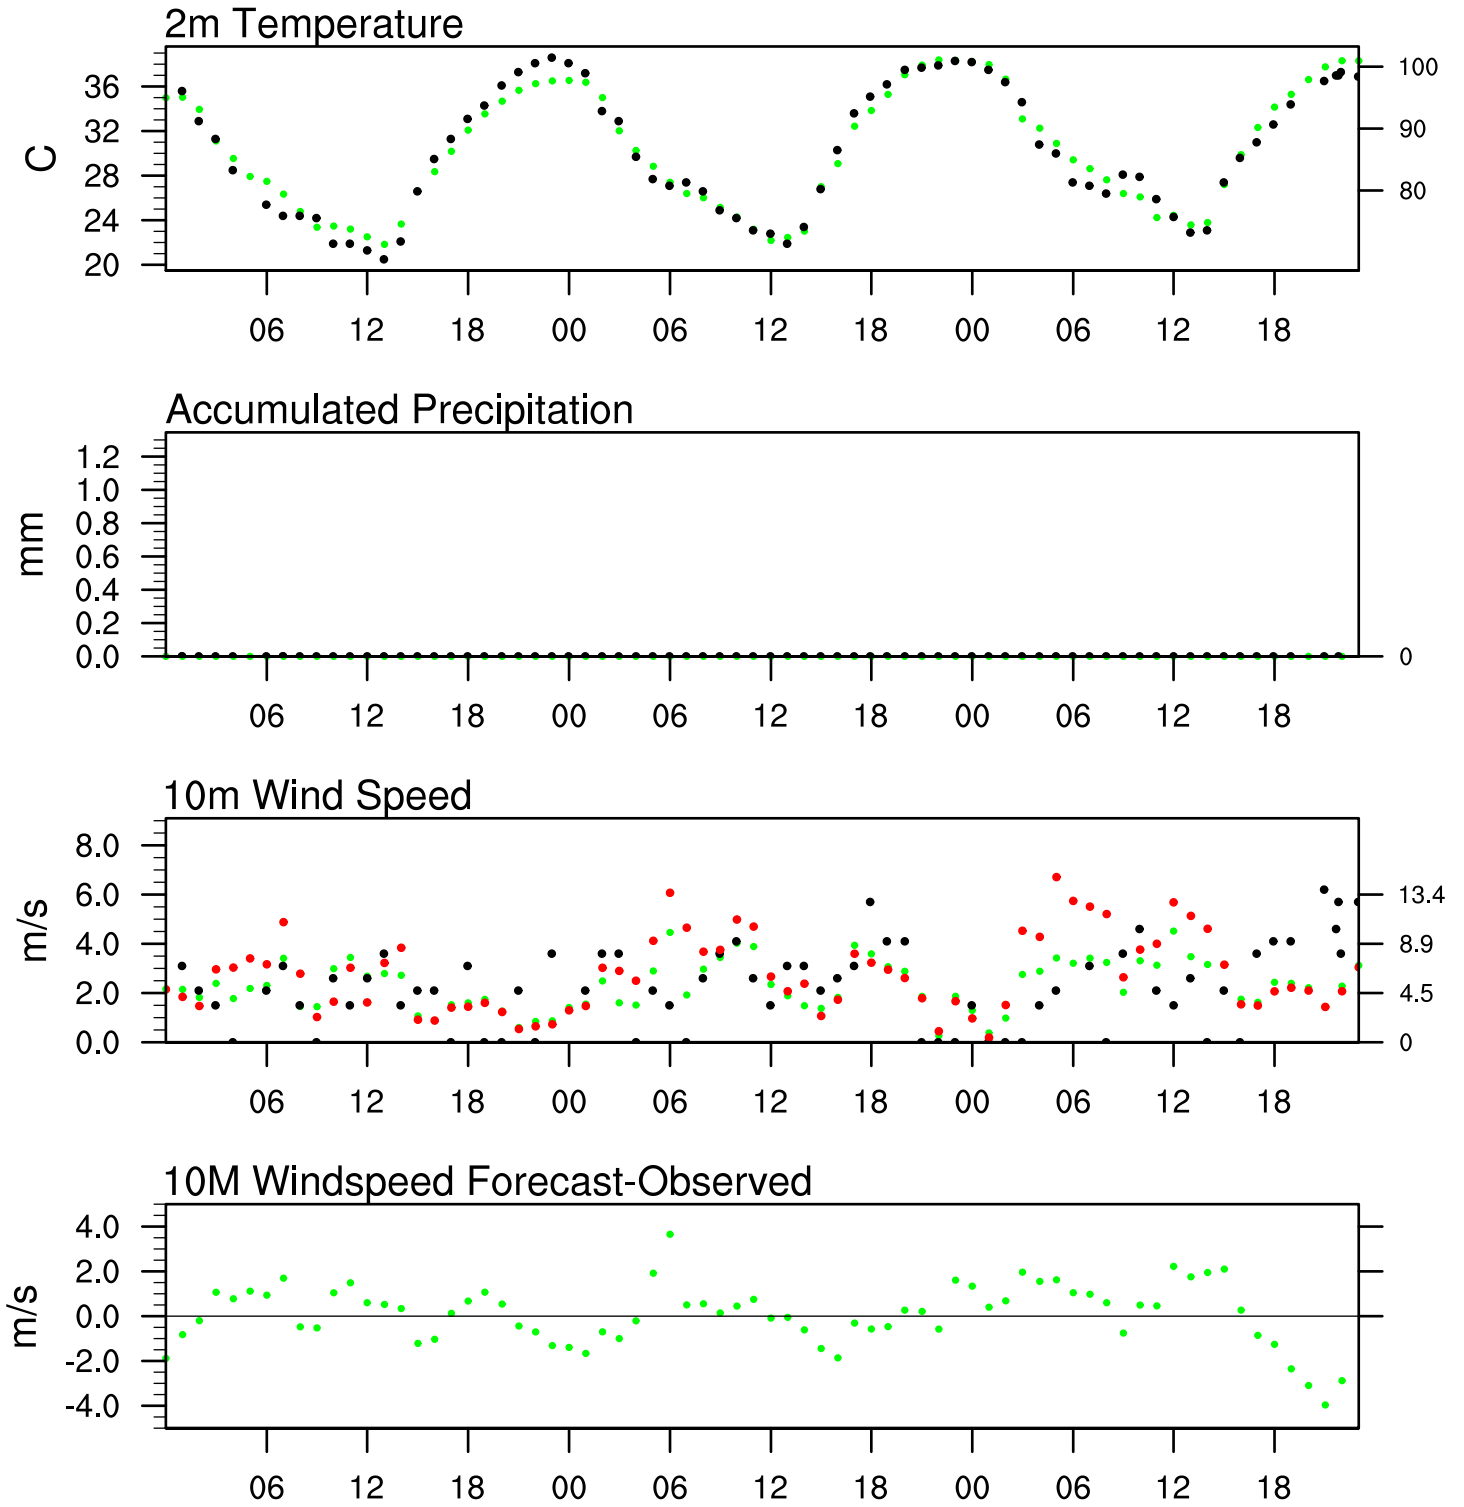 2m Temperature
36
32
28
24
20
C
100
90
80
06 12 18 00 06 12 18 00 06 12 18
Accumulated Precipitation
1.2
1.0
0.8
0.6
0.4
0.2
0.0
mm
0
06 12 18 00 06 12 18 00 06 12 18
10m Wind Speed
8.0
6.0
4.0
2.0
0.0
m/s
13.4
8.9
4.5
0
06 12 18 00 06 12 18 00 06 12 18
10M Windspeed Forecast-Observed
4.0
2.0
0.0
-2.0
-4.0
m/s
06 12 18 00 06 12 18 00 06 12 18